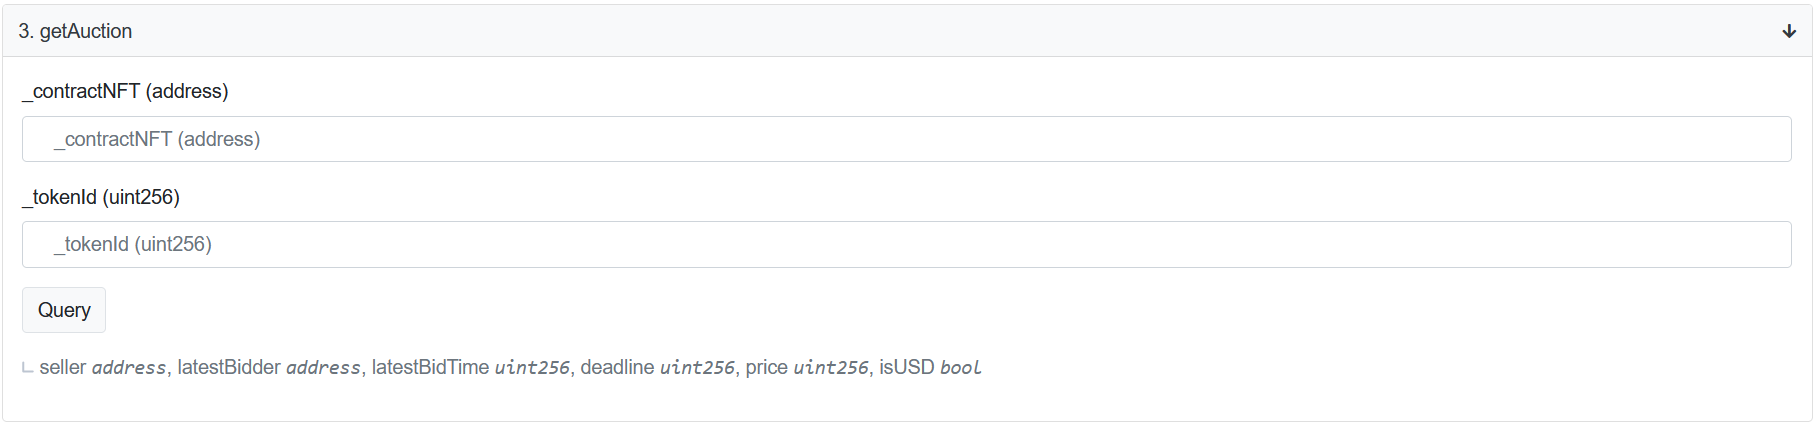 3. getAuction
_contractNFT (address)
_contractNFT (address)
_tokenId (uint256)
_tokenId (uint256)
Query
seller address, latestBidder address, latestBidTime uint256, deadline uint256, price uint256, isUSD bool